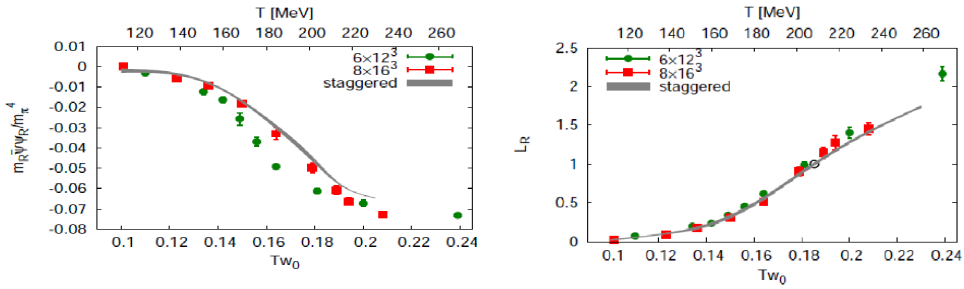 T [MeV]
120 140 160 180 200 220 240 260
0.01
0
-0.01
-0.02
-0.03
-0.04
-0.05
-0.06
-0.07
-0.08
m_R ψ̄ψ_R/m_π^4
6×12³
8×16³
staggered
0.1 0.12 0.14 0.16 0.18 0.2 0.22 0.24
Tw₀
T [MeV]
120 140 160 180 200 220 240 260
2.5
2
1.5
1
0.5
0
L_R
6×12³
8×16³
staggered
0.1 0.12 0.14 0.16 0.18 0.2 0.22 0.24
Tw₀